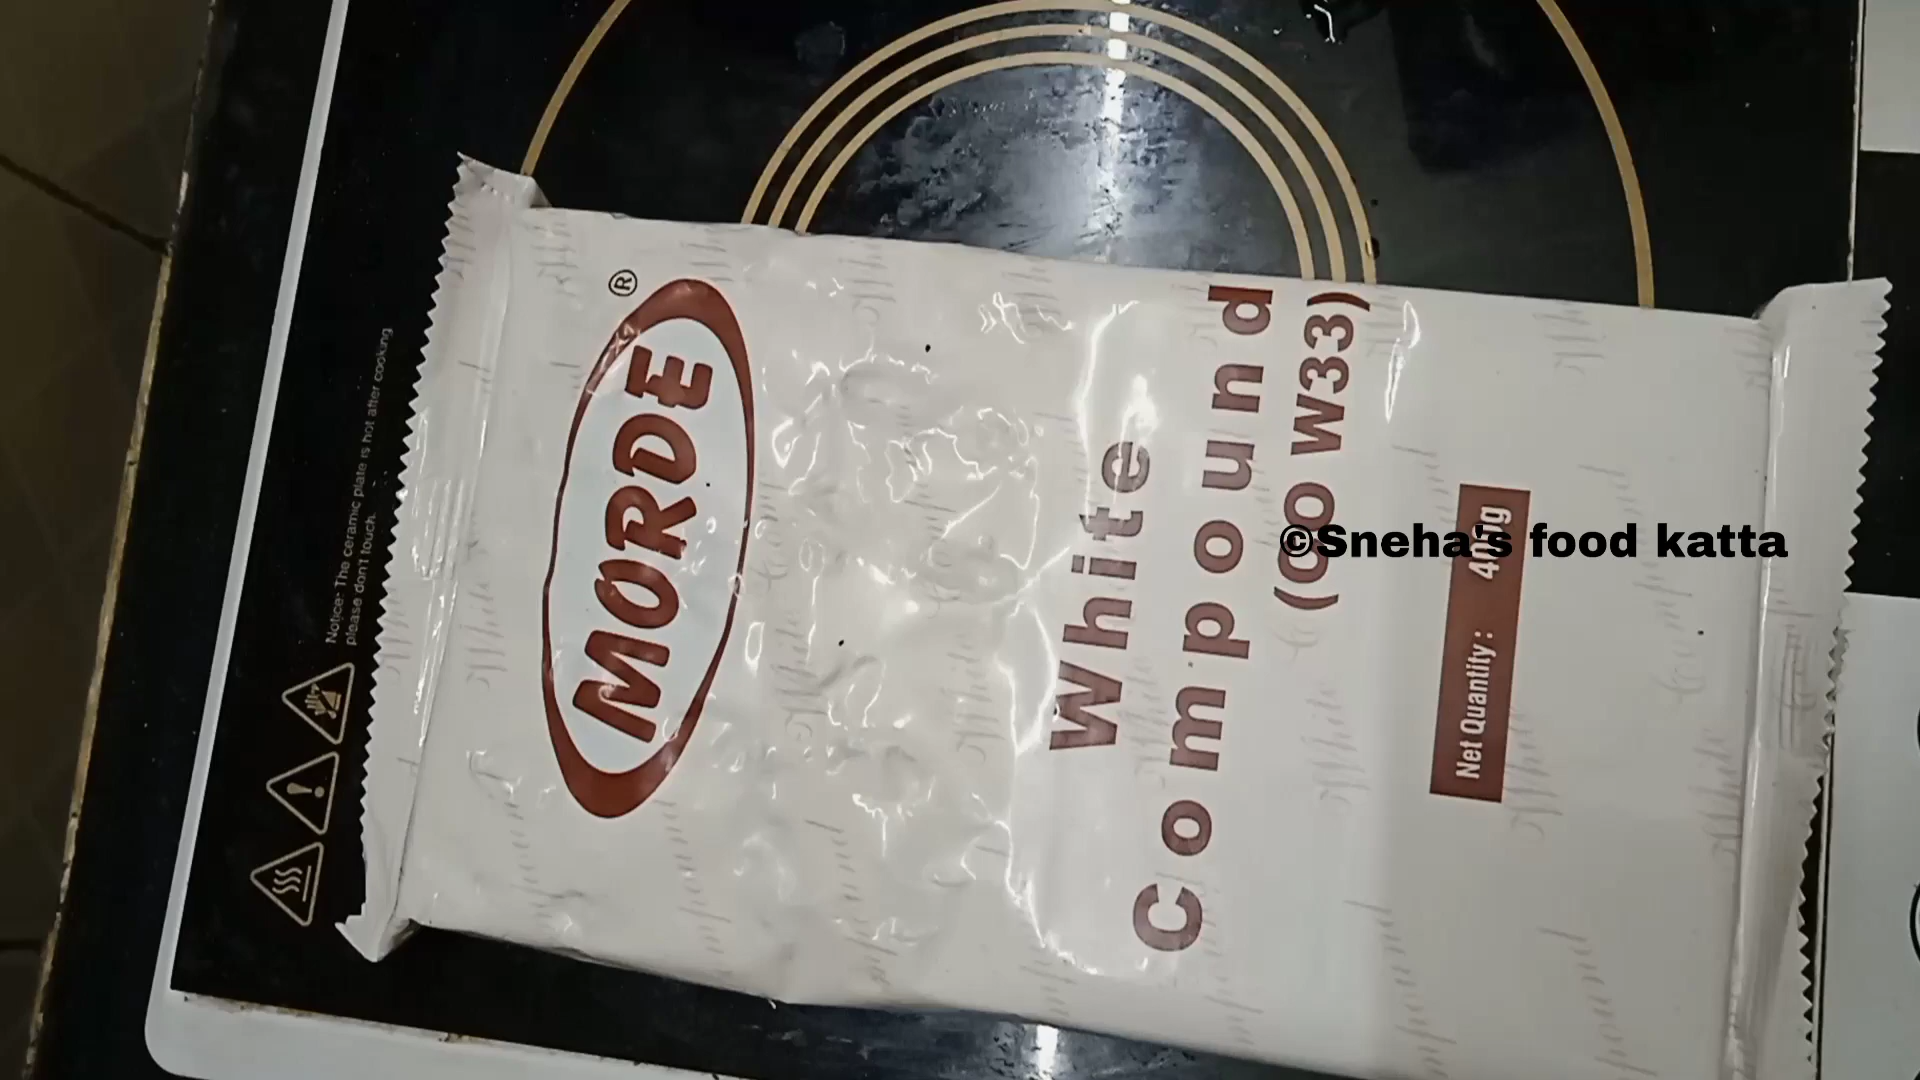 Notice: The ceramic plate is hot after cooking
please don't touch.
MORDE®
White
Compound
(CO W33)
Net Quantity: 400g
©Sneha's food katta